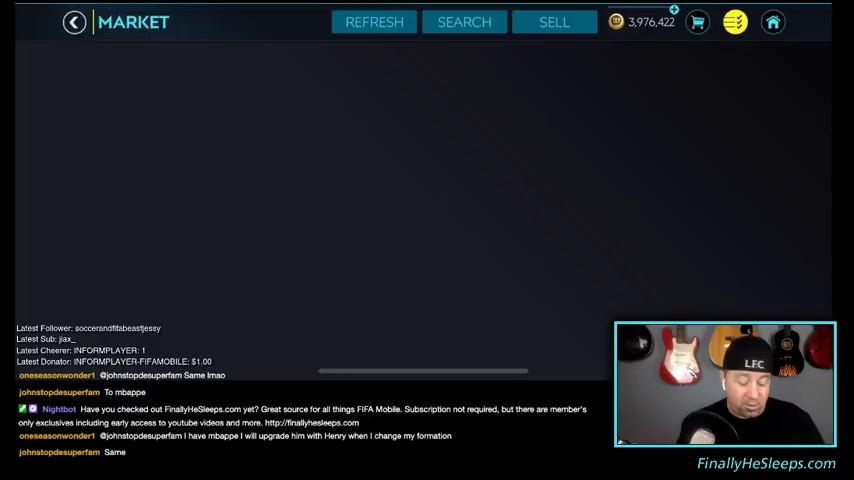 MARKET
REFRESH
SEARCH
SELL
3,976,422
Latest Follower: soccerandfifabeastjessy
Latest Sub: jiax_
Latest Cheerer: INFORMPLAYER: 1
Latest Donator: INFORMPLAYER-FIFAMOBILE: $1.00
oneseasonwonder1 @johnstopdesuperfam Same lmao
johnstopdesuperfam To mbappe
Nightbot Have you checked out FinallyHeSleeps.com yet? Great source for all things FIFA Mobile. Subscription not required, but there are member's
only exclusives including early access to youtube videos and more. http://finallyhesleeps.com
oneseasonwonder1 @johnstopdesuperfam I have mbappe I will upgrade him with Henry when I change my formation
johnstopdesuperfam Same
L.F.C.
FinallyHeSleeps.com